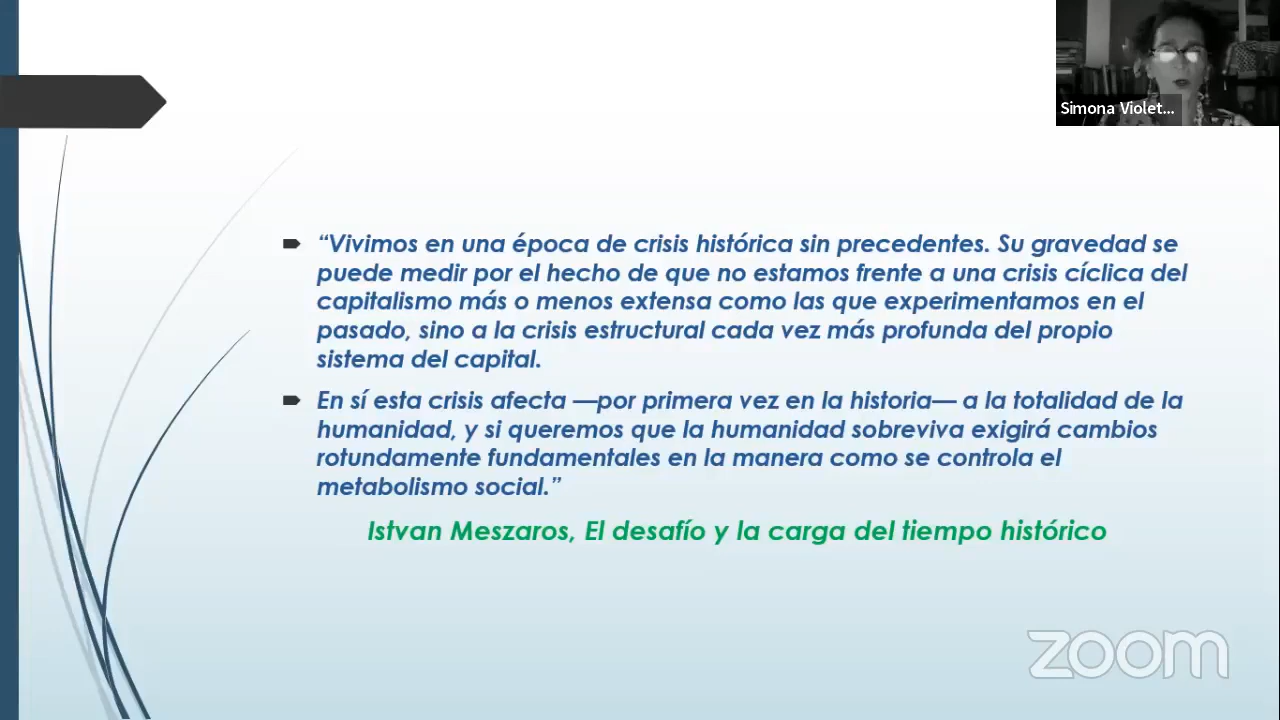 Simona Violet...
“Vivimos en una época de crisis histórica sin precedentes. Su gravedad se
puede medir por el hecho de que no estamos frente a una crisis cíclica del
capitalismo más o menos extensa como las que experimentamos en el
pasado, sino a la crisis estructural cada vez más profunda del propio
sistema del capital.
En sí esta crisis afecta —por primera vez en la historia— a la totalidad de la
humanidad, y si queremos que la humanidad sobreviva exigirá cambios
rotundamente fundamentales en la manera como se controla el
metabolismo social.”
Istvan Meszaros, El desafío y la carga del tiempo histórico
zoom